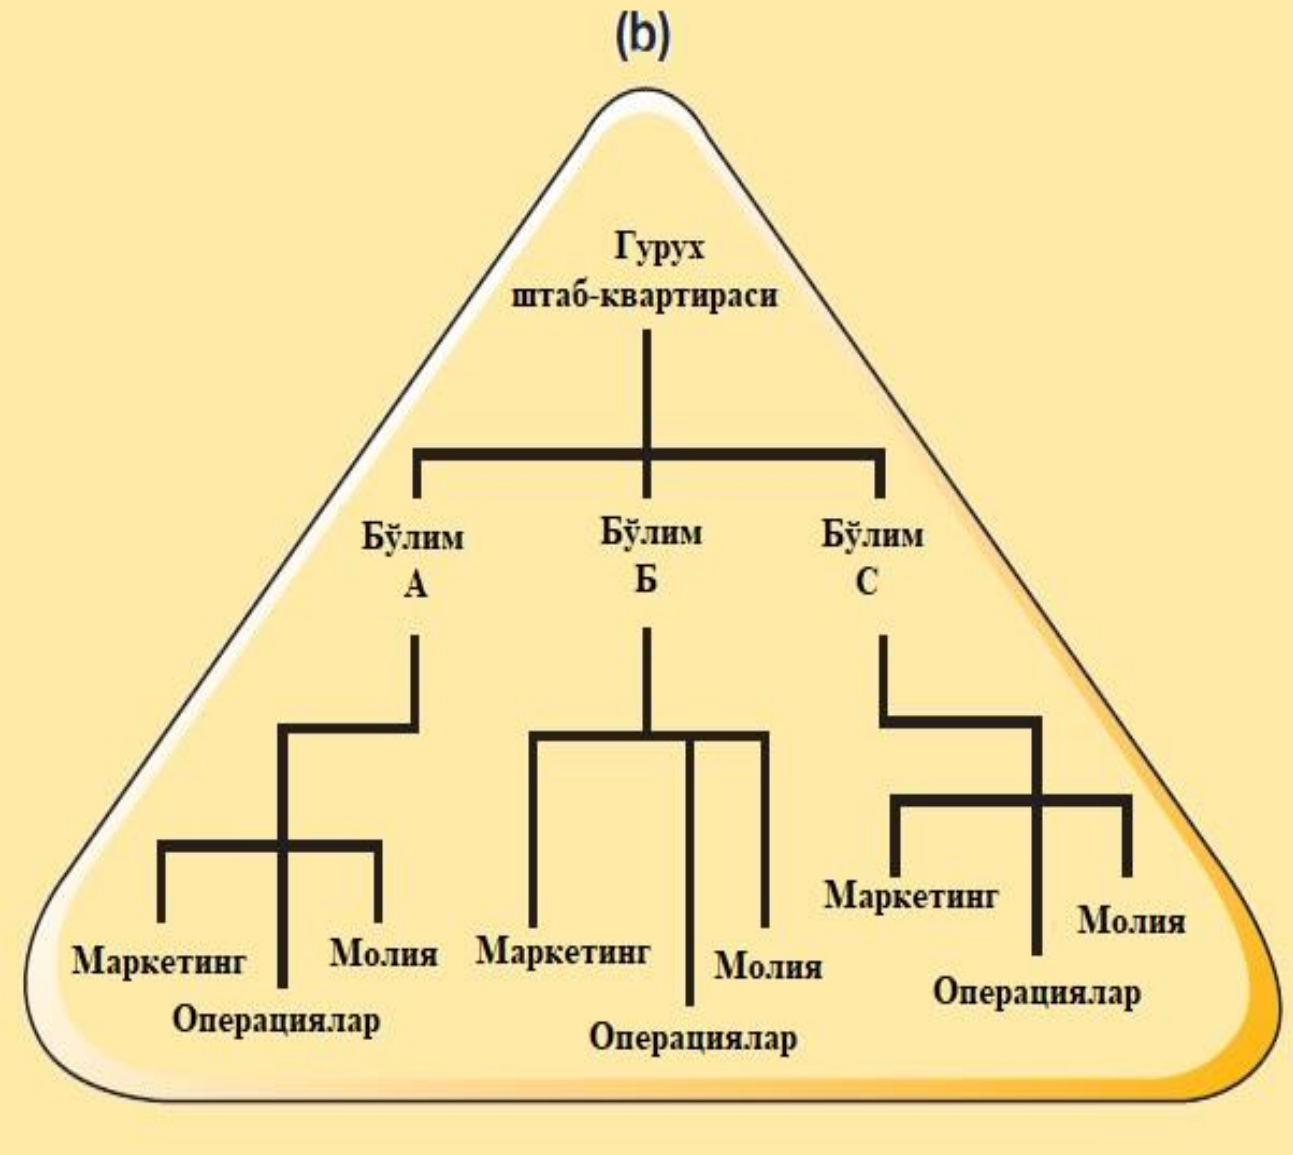 (b)
Гурух
штаб-квартираси
Бўлим
А
Бўлим
Б
Бўлим
С
Маркетинг
Операциялар
Молия
Маркетинг
Операциялар
Молия
Маркетинг
Операциялар
Молия